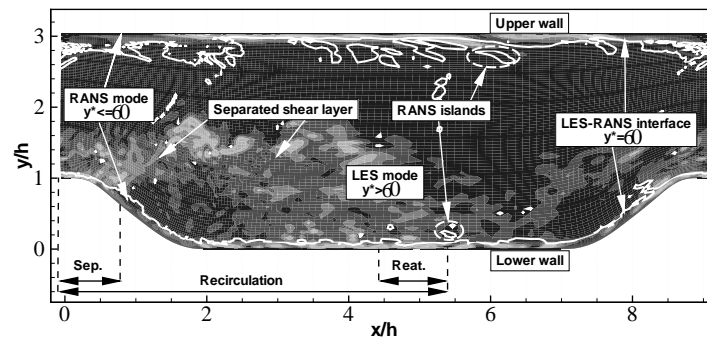 Upper wall
3
RANS mode
y*<=60
Separated shear layer
RANS islands
LES-RANS interface
y*=60
2
y/h
LES mode
y*>60
1
0
Sep.
Reat.
Lower wall
Recirculation
0
2
4
6
8
x/h